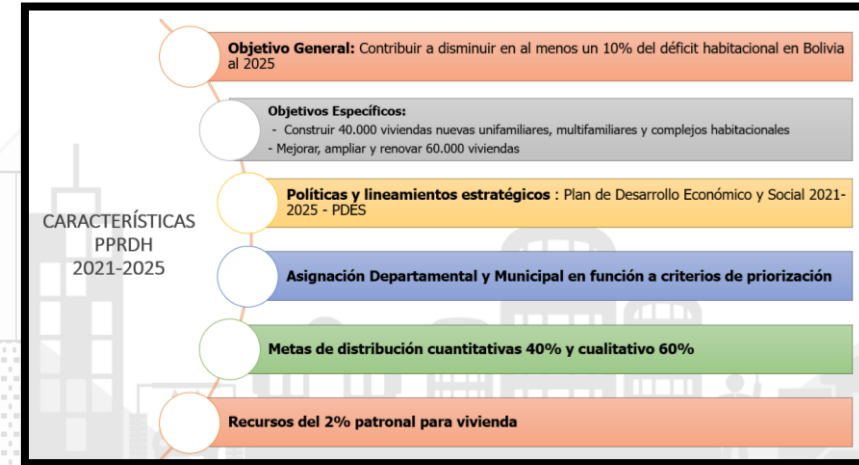 Objetivo General: Contribuir a disminuir en al menos un 10% del déficit habitacional en Bolivia
al 2025
Objetivos Específicos:
- Construir 40.000 viviendas nuevas unifamiliares, multifamiliares y complejos habitacionales
- Mejorar, ampliar y renovar 60.000 viviendas
Políticas y lineamientos estratégicos : Plan de Desarrollo Económico y Social 2021-
2025 - PDES
CARACTERÍSTICAS
PPRDH
2021-2025
Asignación Departamental y Municipal en función a criterios de priorización
Metas de distribución cuantitativas 40% y cualitativo 60%
Recursos del 2% patronal para vivienda